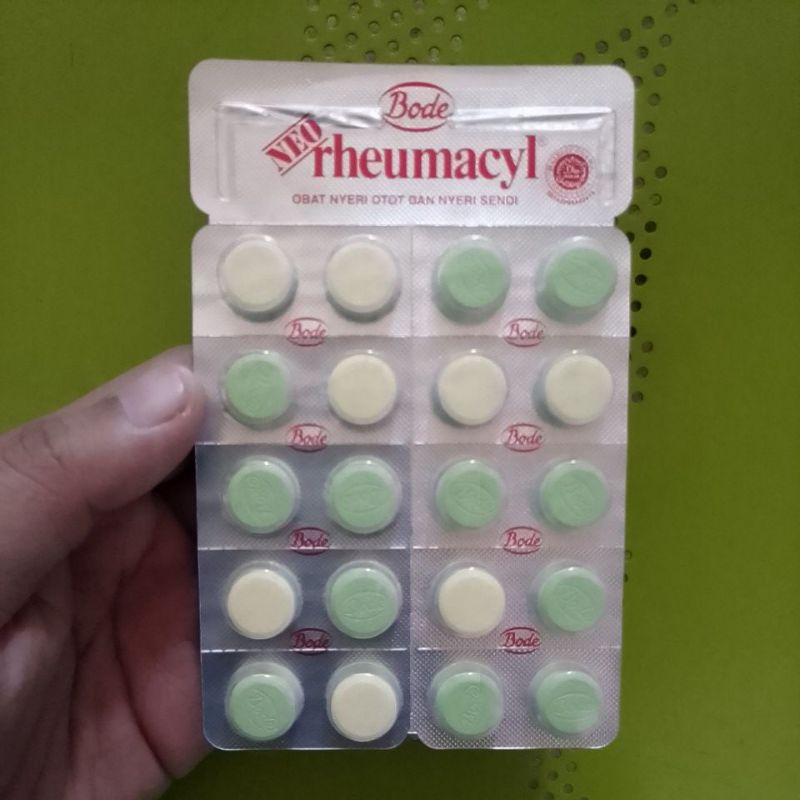 Bode
NEO rheumacyl
OBAT NYERI OTOT DAN NYERI SENDI
Bode Bode
Bode Bode
Bode Bode
Bode Bode